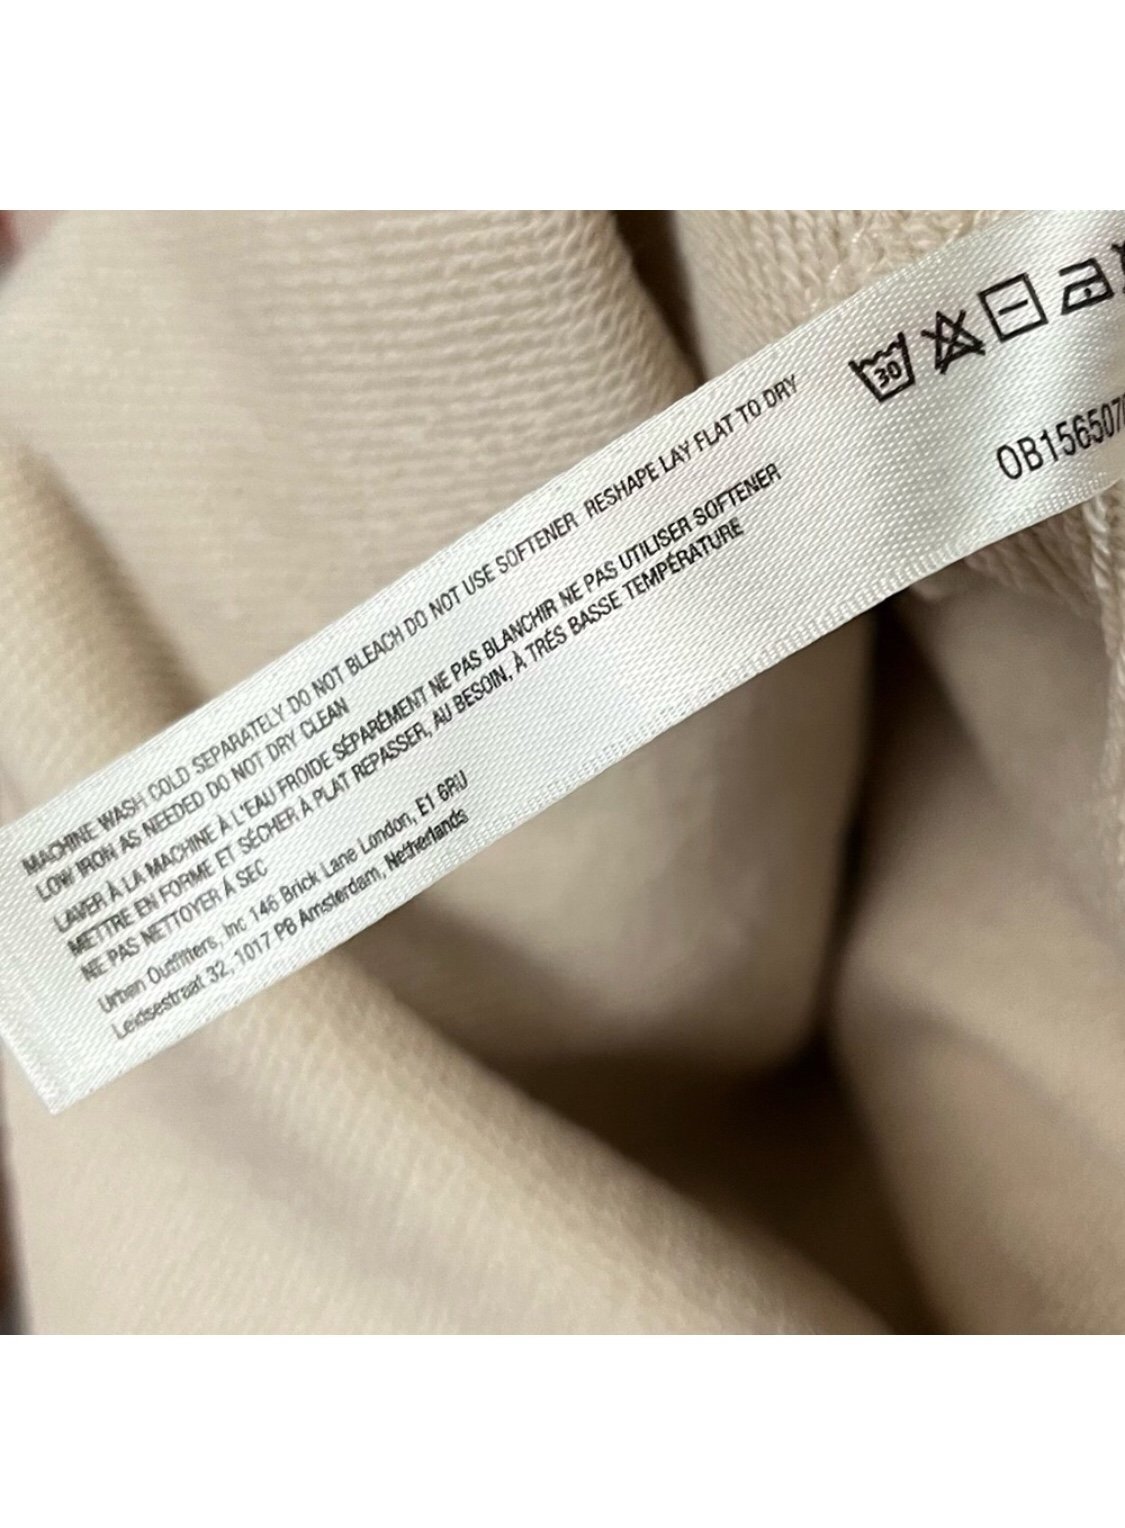 MACHINE WASH COLD SEPARATELY DO NOT BLEACH DO NOT USE SOFTENER RESHAPE LAY FLAT TO DRY
LOW IRON AS NEEDED DO NOT DRY CLEAN
LAVER À LA MACHINE À L'EAU FROIDE SÉPARÉMENT NE PAS BLANCHIR NE PAS UTILISER SOFTENER
METTRE EN FORME ET SÉCHER À PLAT REPASSER, AU BESOIN, À TRÉS BASSE TEMPÉRATURE
NE PAS NETTOYER À SEC
Urban Outfitters, Inc 146 Brick Lane London, E1 6RU
Leidsestraat 32, 1017 PB Amsterdam, Netherlands
30
OB156507